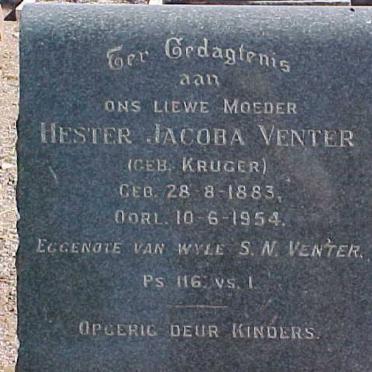 Ter Gedagtenis
aan
ONS LIEWE MOEDER
HESTER JACOBA VENTER
(GEB. KRUGER)
GEB. 28-8-1883.
OORL. 10-6-1954.
EGGENOTE VAN WYLE S. N. VENTER.
PS 116. VS. 1.
OPGERIG DEUR KINDERS.